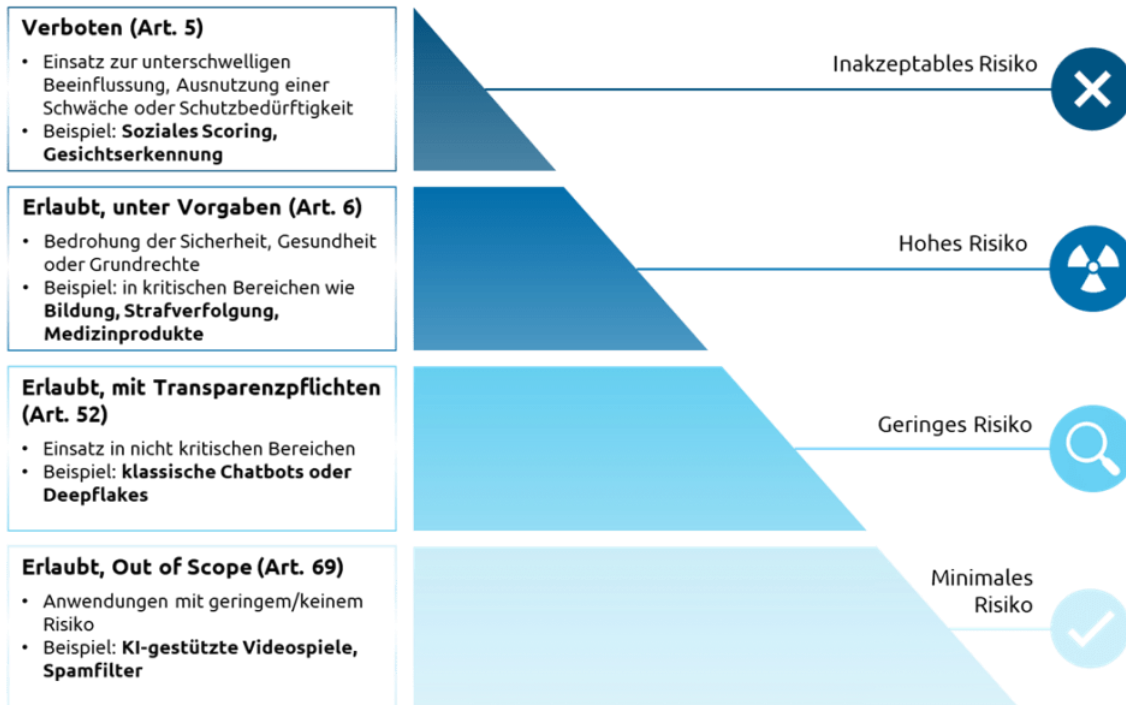 Verboten (Art. 5)
• Einsatz zur unterschwelligen
Beeinflussung, Ausnutzung einer
Schwäche oder Schutzbedürftigkeit
• Beispiel: Soziales Scoring,
Gesichtserkennung
Inakzeptables Risiko
Erlaubt, unter Vorgaben (Art. 6)
• Bedrohung der Sicherheit, Gesundheit
oder Grundrechte
• Beispiel: in kritischen Bereichen wie
Bildung, Strafverfolgung,
Medizinprodukte
Hohes Risiko
Erlaubt, mit Transparenzpflichten
(Art. 52)
• Einsatz in nicht kritischen Bereichen
• Beispiel: klassische Chatbots oder
Deepflakes
Geringes Risiko
Erlaubt, Out of Scope (Art. 69)
• Anwendungen mit geringem/keinem
Risiko
• Beispiel: KI-gestützte Videospiele,
Spamfilter
Minimales
Risiko